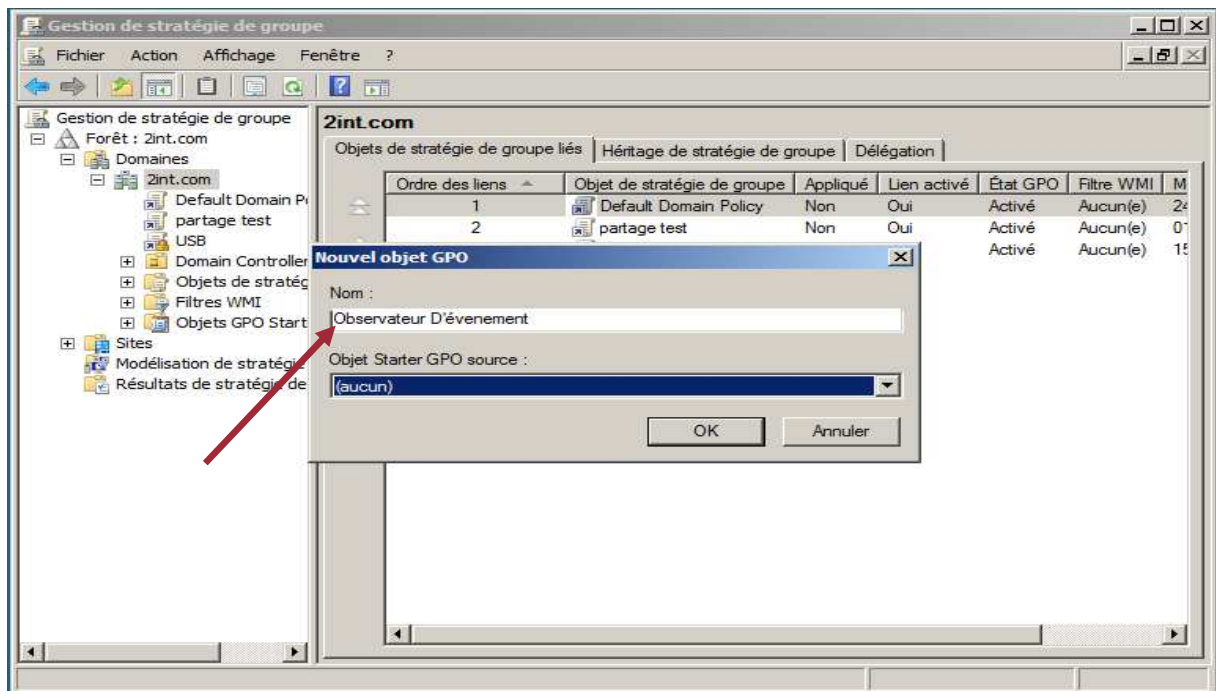 Gestion de stratégie de groupe
Fichier Action Affichage Fenêtre ?
Gestion de stratégie de groupe
Forêt : 2int.com
Domaines
2int.com
Default Domain P
partage test
USB
Domain Controller
Objets de stratég
Filtres WMI
Objets GPO Start
Sites
Modélisation de stratégie
Résultats de stratégie de
2int.com
Objets de stratégie de groupe liés Héritage de stratégie de groupe Délégation
Ordre des liens Objet de stratégie de groupe Appliqué Lien activé État GPO Filtre WMI M
1 Default Domain Policy Non Oui Activé Aucun(e) 24
2 partage test Non Oui Activé Aucun(e) 0
Activé Aucun(e) 15
Nouvel objet GPO
Nom :
Observateur D'évenement
Objet Starter GPO source :
(aucun)
OK Annuler